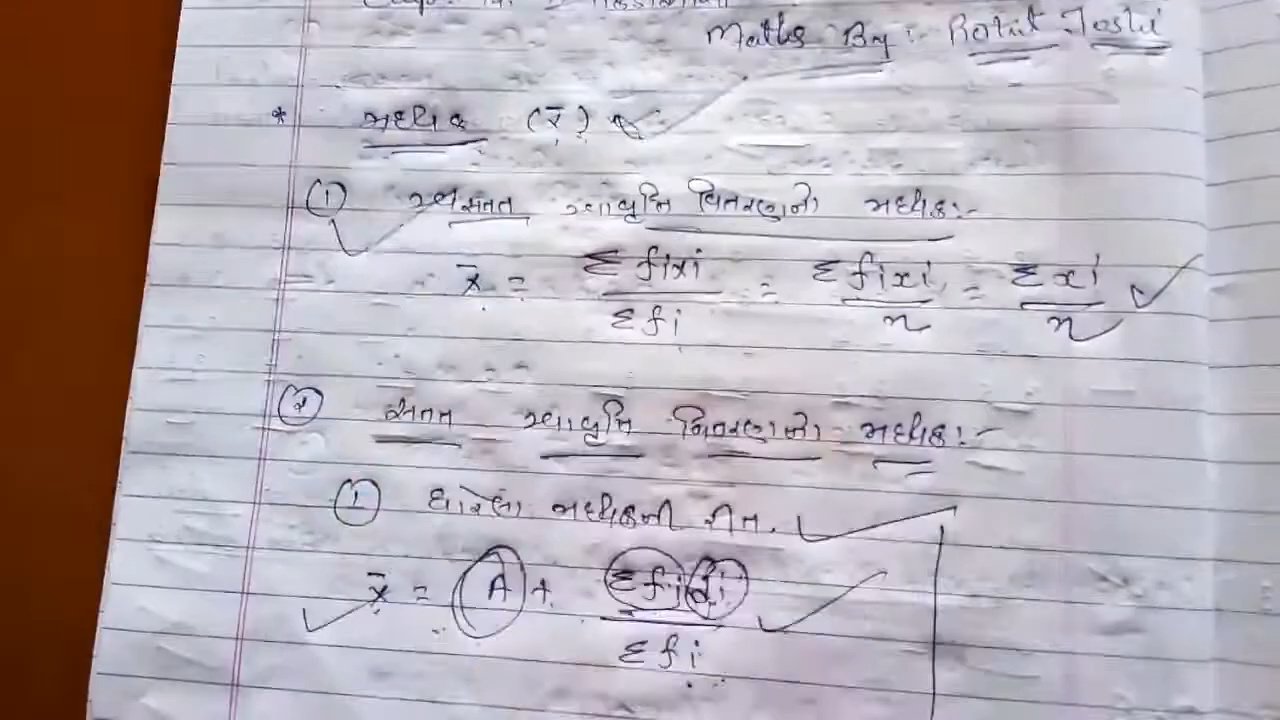 Maths By: Rohit Joshi
* મધ્યક (x̄)
① અસતત આવૃત્તિ વિતરણનો મધ્યક:-
x̄ = Σfixi / Σfi = Σfixi / n = Σxi / n
② સતત આવૃત્તિ વિતરણનો મધ્યક:-
① ધારેલા મધ્યકની રીત.
x̄ = A + Σfidi / Σfi